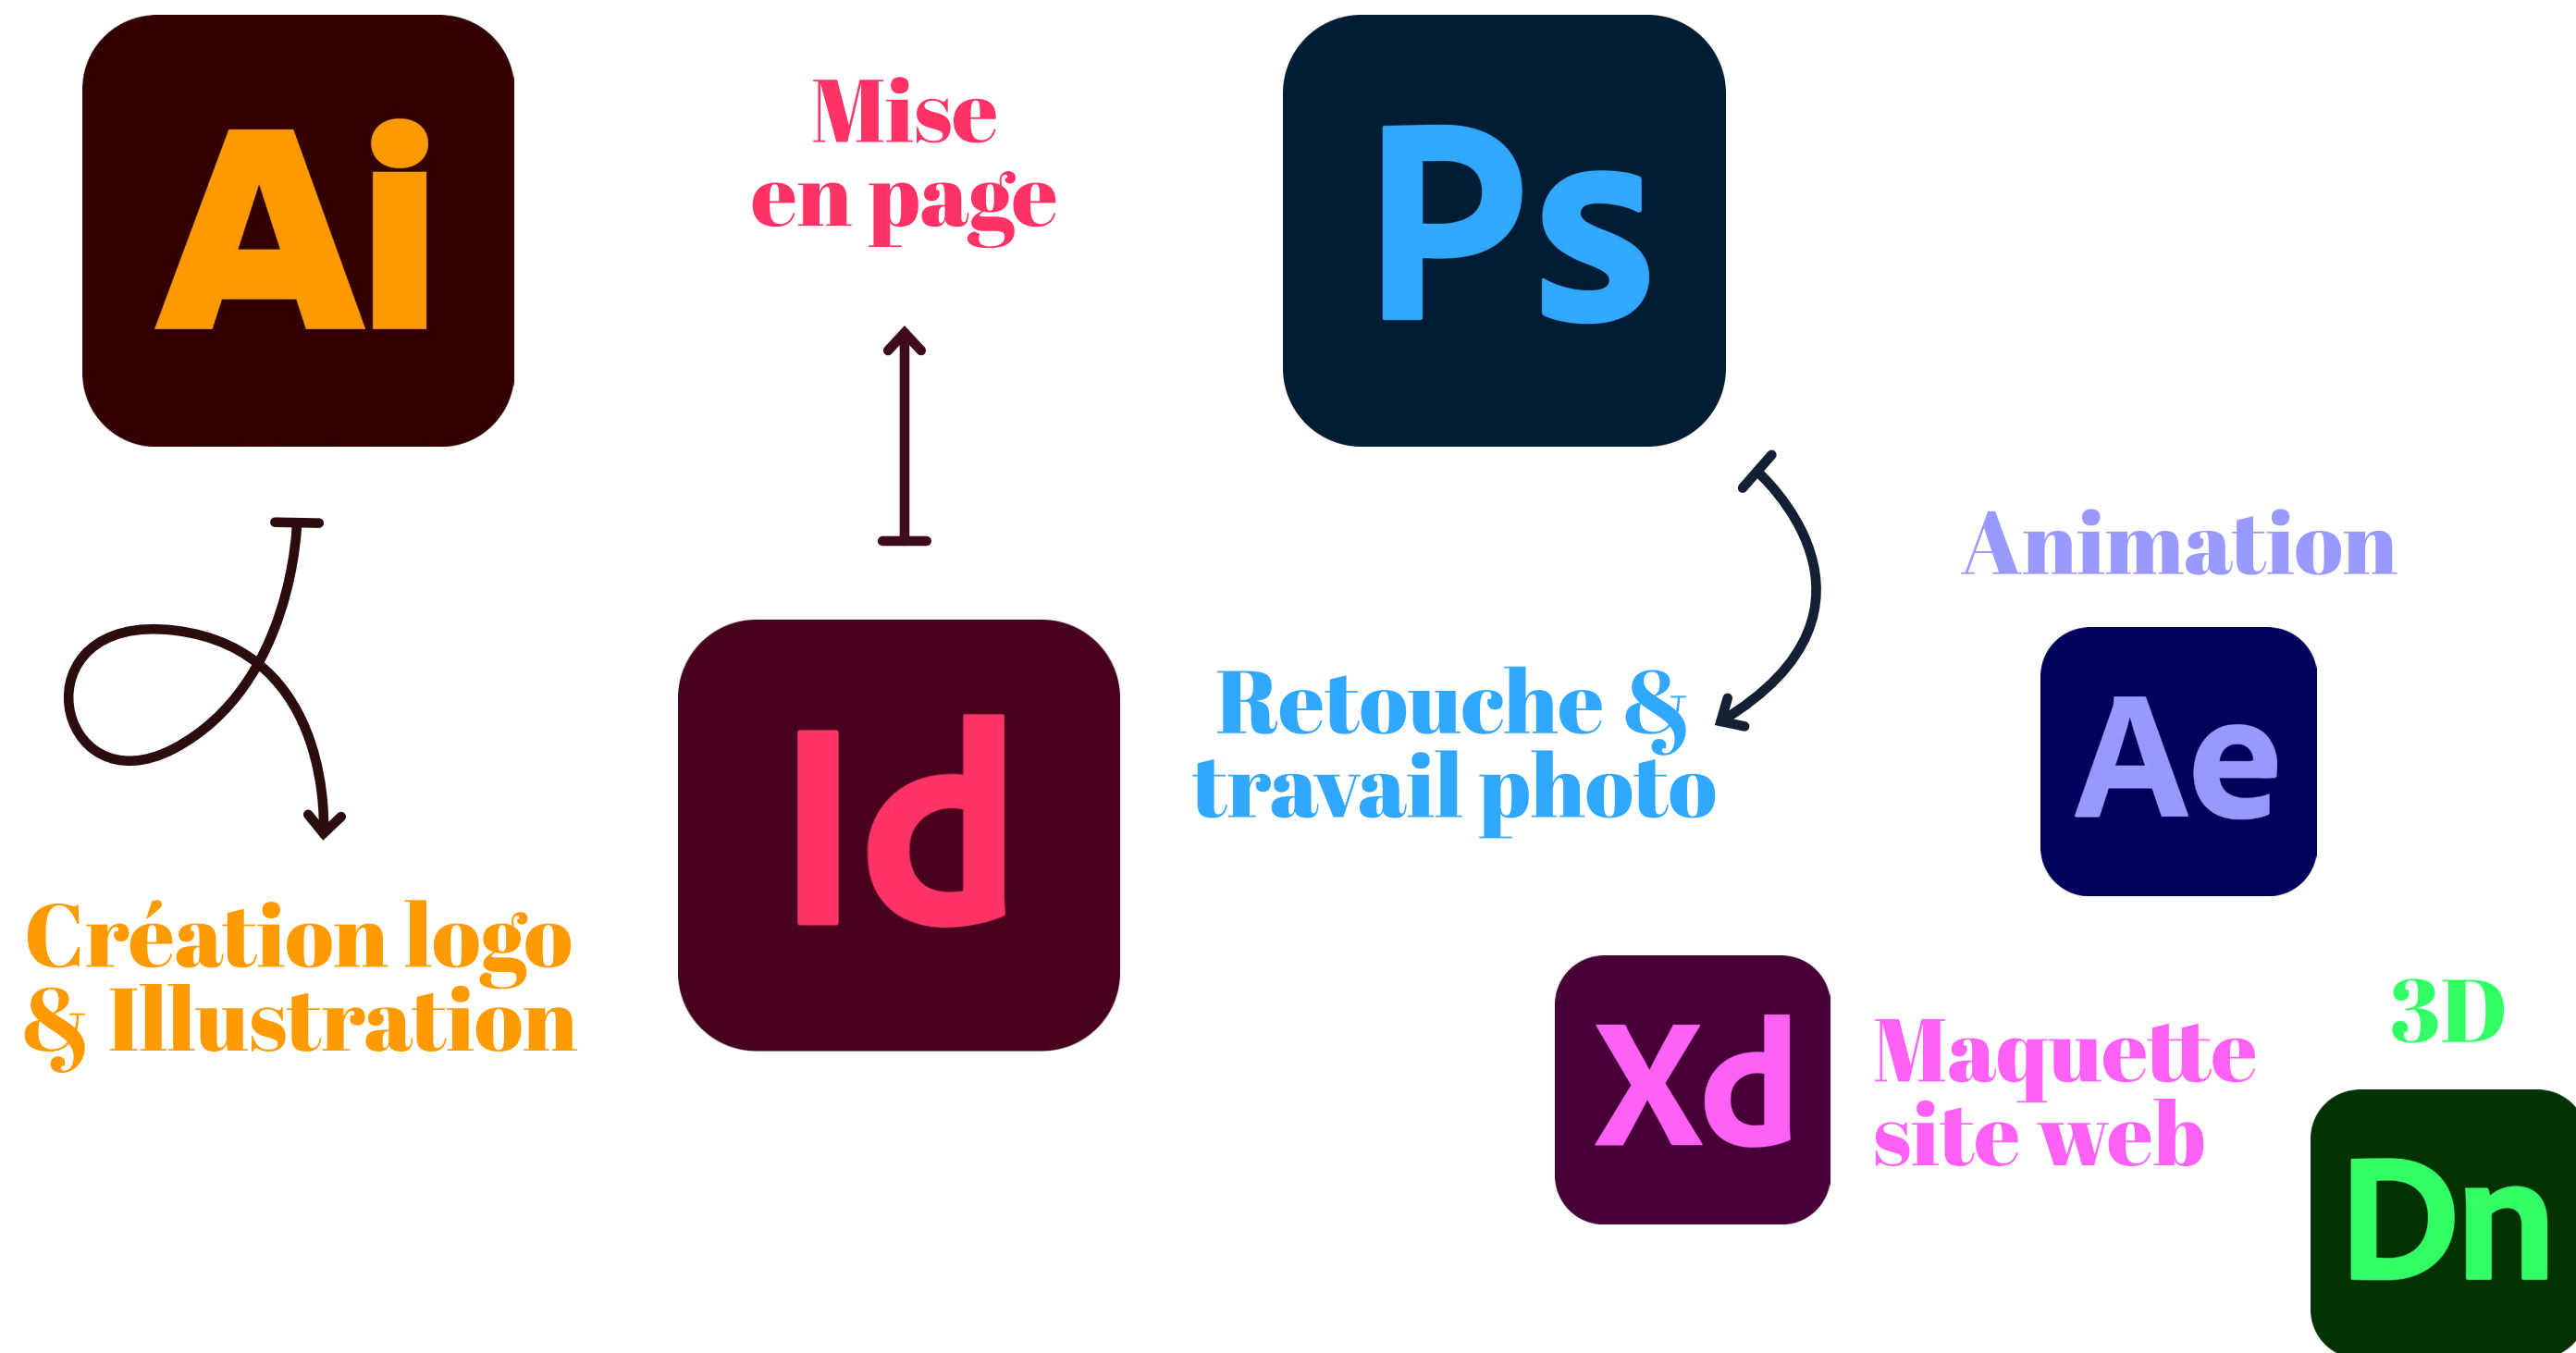 Ai
Mise
en page
Ps
Id
Création logo
& Illustration
Retouche &
travail photo
Animation
Ae
Xd
Maquette
site web
3D
Dn